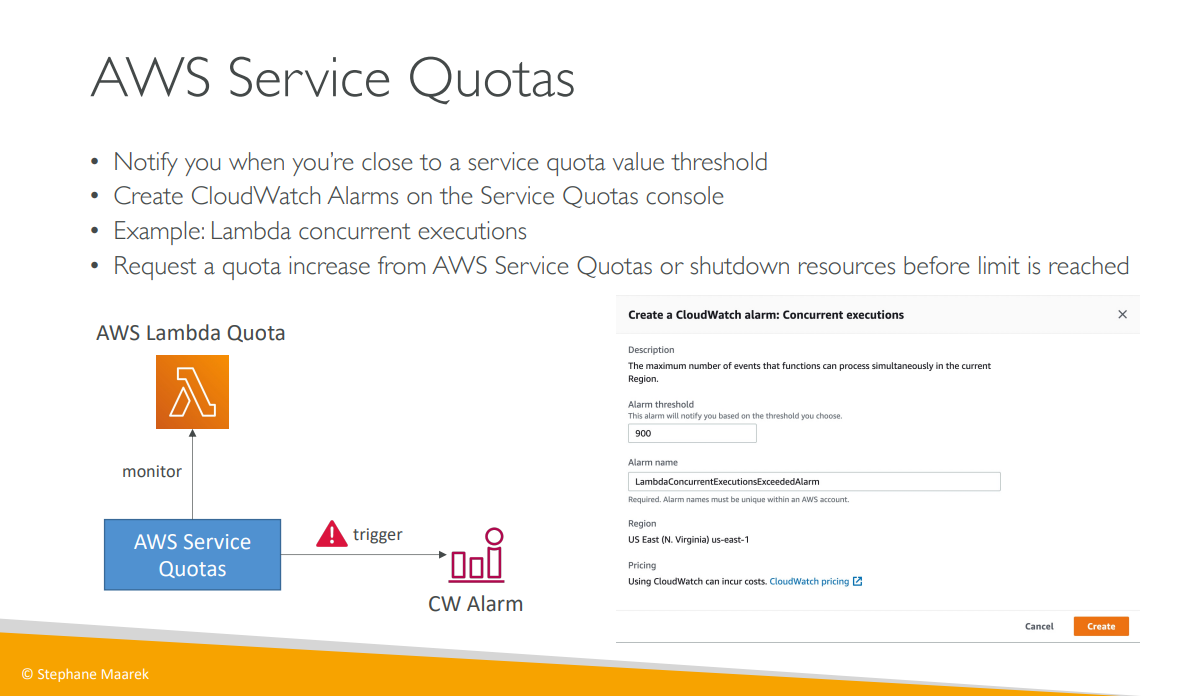 AWS Service Quotas
• Notify you when you're close to a service quota value threshold
• Create CloudWatch Alarms on the Service Quotas console
• Example: Lambda concurrent executions
• Request a quota increase from AWS Service Quotas or shutdown resources before limit is reached
AWS Lambda Quota
monitor
AWS Service
Quotas
trigger
CW Alarm
Create a CloudWatch alarm: Concurrent executions
Description
The maximum number of events that functions can process simultaneously in the current
Region.
Alarm threshold
This alarm will notify you based on the threshold you choose.
900
Alarm name
LambdaConcurrentExecutionsExceededAlarm
Required. Alarm names must be unique within an AWS account.
Region
US East (N. Virginia) us-east-1
Pricing
Using CloudWatch can incur costs. CloudWatch pricing
Cancel
Create
© Stephane Maarek